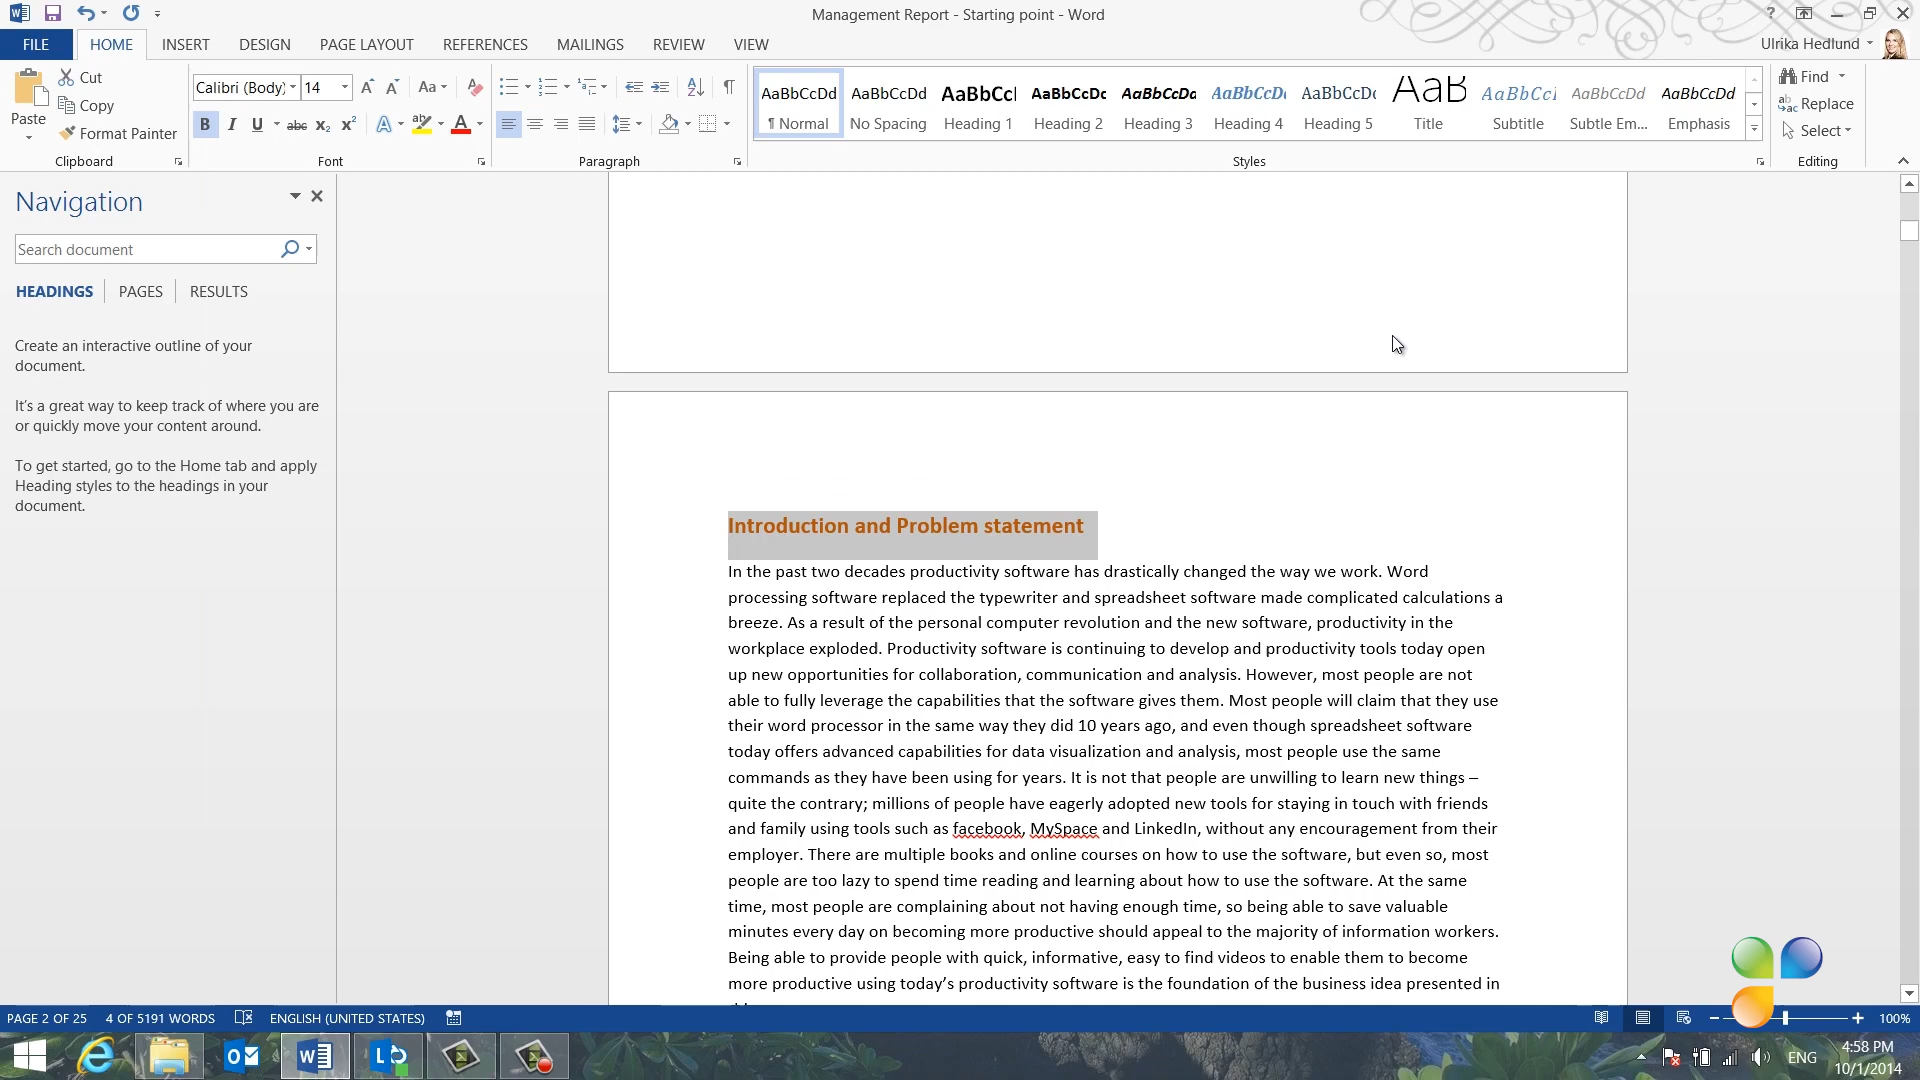 Management Report - Starting point - Word
?
FILE HOME INSERT DESIGN PAGE LAYOUT REFERENCES MAILINGS REVIEW VIEW
Ulrika Hedlund
Paste
Cut
Copy
Format Painter
Clipboard
Calibri (Body) 14
Aa
B I U abc X₂ X²
Font
Paragraph
AaBbCcDd AaBbCcDd AaBbCcI AaBbCcDc AaBbCcDd AaBbCcDı AaBbCcDc AaB AaBbCcI AaBbCcDd AaBbCcDd
¶ Normal No Spacing Heading 1 Heading 2 Heading 3 Heading 4 Heading 5 Title Subtitle Subtle Em... Emphasis
Styles
Find
Replace
Select
Editing
Navigation
Search document
HEADINGS PAGES RESULTS
Create an interactive outline of your
document.
It's a great way to keep track of where you are
or quickly move your content around.
To get started, go to the Home tab and apply
Heading styles to the headings in your
document.
Introduction and Problem statement
In the past two decades productivity software has drastically changed the way we work. Word
processing software replaced the typewriter and spreadsheet software made complicated calculations a
breeze. As a result of the personal computer revolution and the new software, productivity in the
workplace exploded. Productivity software is continuing to develop and productivity tools today open
up new opportunities for collaboration, communication and analysis. However, most people are not
able to fully leverage the capabilities that the software gives them. Most people will claim that they use
their word processor in the same way they did 10 years ago, and even though spreadsheet software
today offers advanced capabilities for data visualization and analysis, most people use the same
commands as they have been using for years. It is not that people are unwilling to learn new things –
quite the contrary; millions of people have eagerly adopted new tools for staying in touch with friends
and family using tools such as facebook, MySpace and LinkedIn, without any encouragement from their
employer. There are multiple books and online courses on how to use the software, but even so, most
people are too lazy to spend time reading and learning about how to use the software. At the same
time, most people are complaining about not having enough time, so being able to save valuable
minutes every day on becoming more productive should appeal to the majority of information workers.
Being able to provide people with quick, informative, easy to find videos to enable them to become
more productive using today's productivity software is the foundation of the business idea presented in
PAGE 2 OF 25 4 OF 5191 WORDS ENGLISH (UNITED STATES) 100%
ENG
4:58 PM
10/1/2014